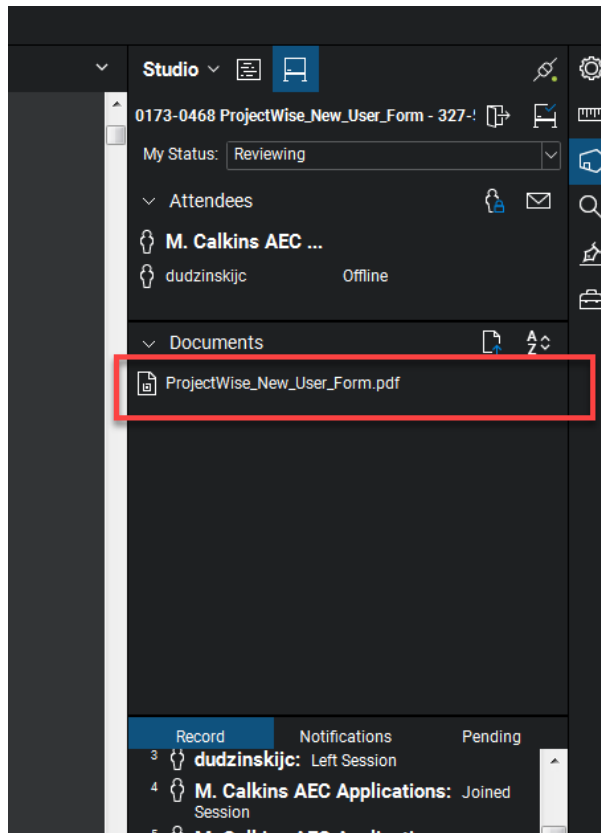 Studio
0173-0468 ProjectWise_New_User_Form - 327-
My Status: Reviewing
Attendees
M. Calkins AEC ...
dudzinskijc Offline
Documents
A
Z
ProjectWise_New_User_Form.pdf
Record Notifications Pending
3 dudzinskijc: Left Session
4 M. Calkins AEC Applications: Joined
Session